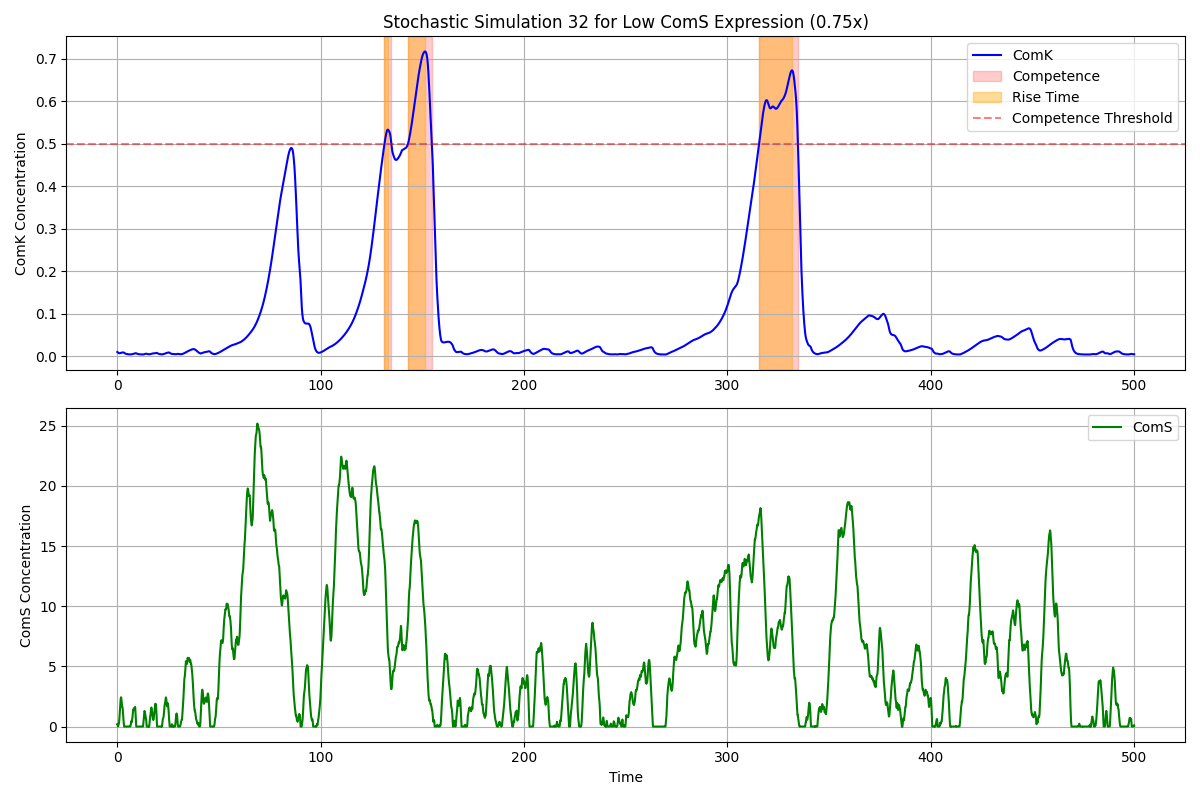 Stochastic Simulation 32 for Low ComS Expression (0.75x)
ComK Concentration
0.7
0.6
0.5
0.4
0.3
0.2
0.1
0.0
ComK
Competence
Rise Time
Competence Threshold
0 100 200 300 400 500
ComS Concentration
25
20
15
10
5
0
ComS
0 100 200 300 400 500
Time